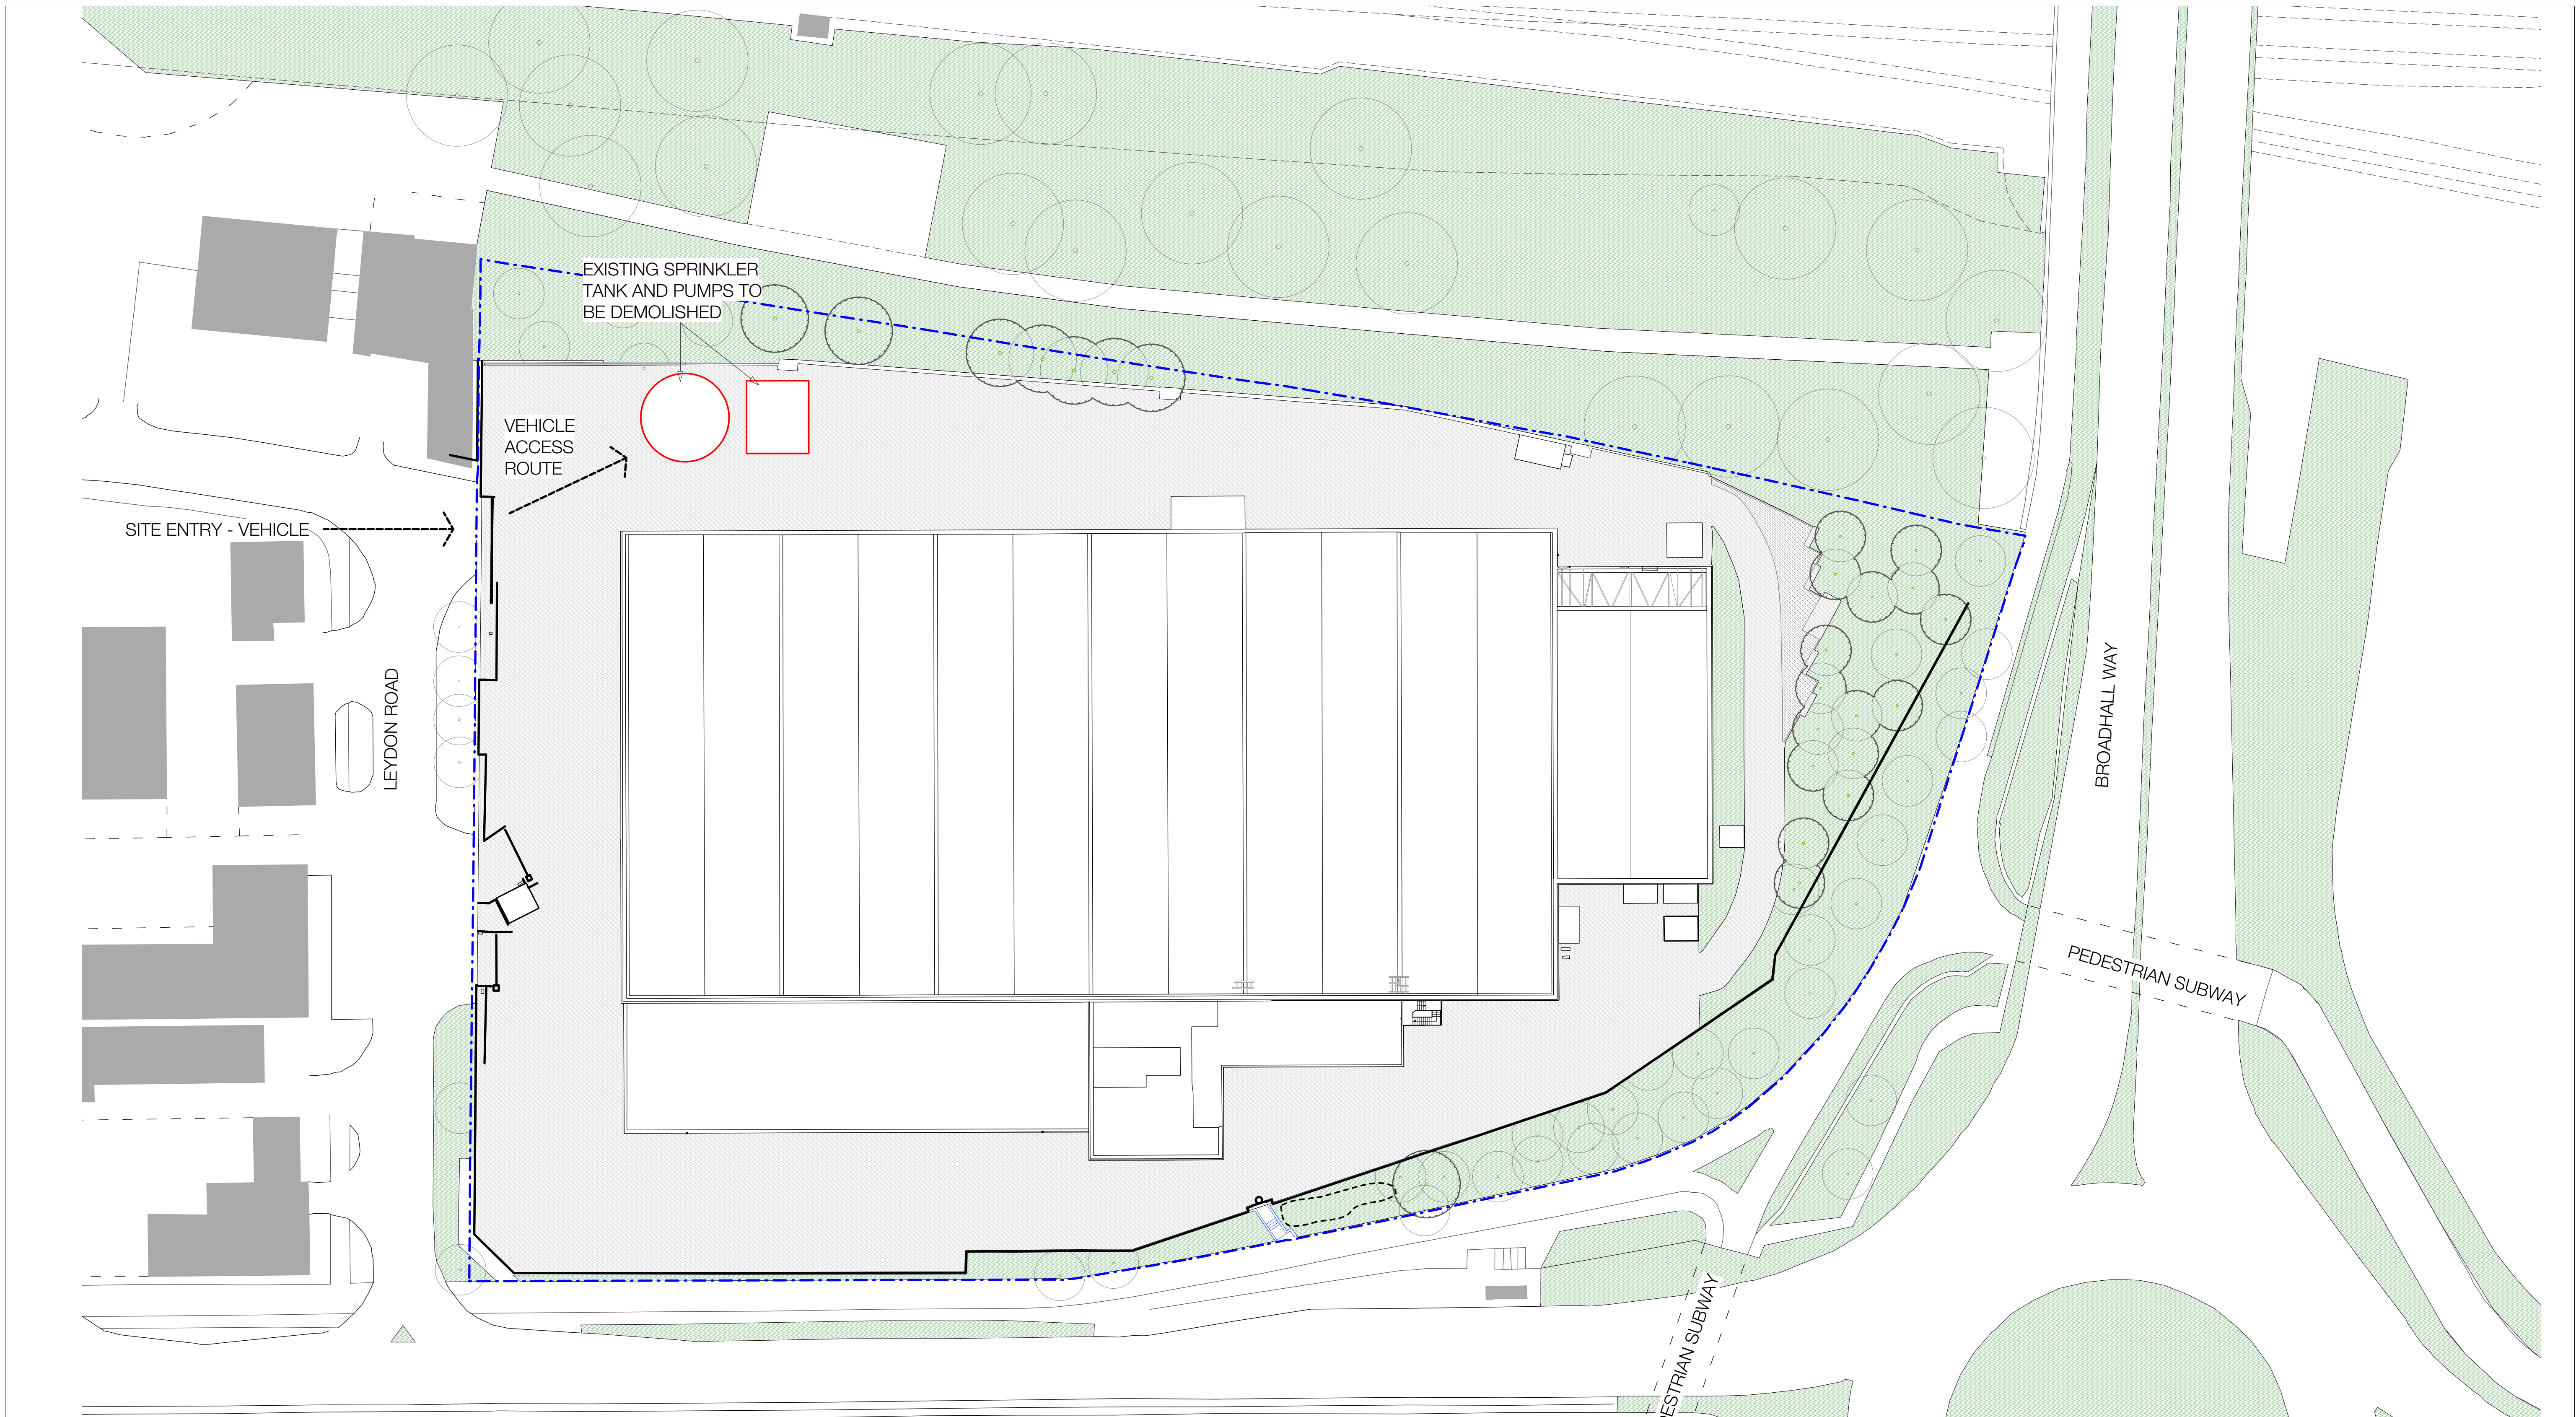 EXISTING SPRINKLER
TANK AND PUMPS TO
BE DEMOLISHED
VEHICLE
ACCESS
ROUTE
SITE ENTRY - VEHICLE
LEYDON ROAD
BROADHALL WAY
PEDESTRIAN SUBWAY
ESTRIAN SUBWAY